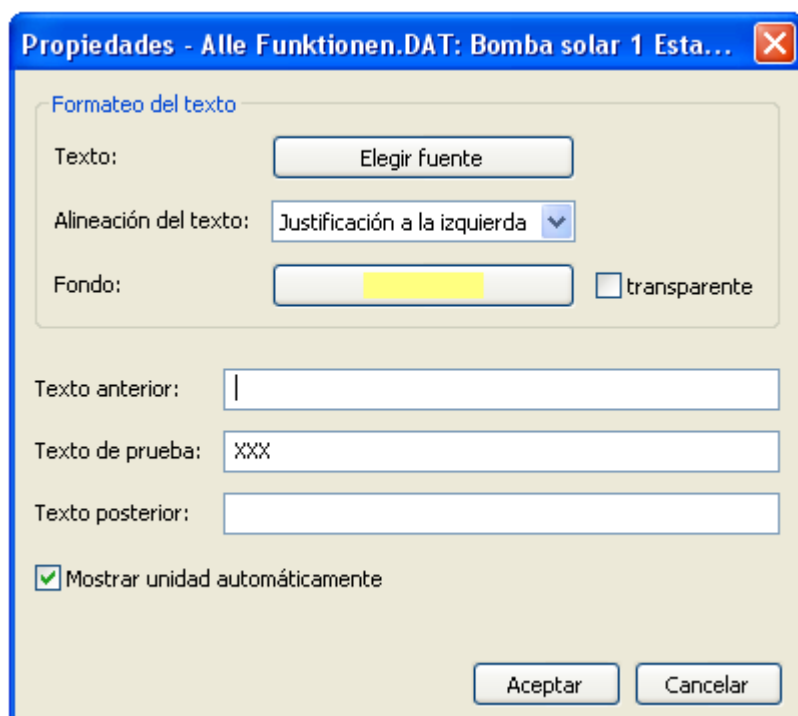 Propiedades - Alle Funktionen.DAT: Bomba solar 1 Esta...
Formateo del texto
Texto: Elegir fuente
Alineación del texto: Justificación a la izquierda
Fondo: transparente
Texto anterior:
Texto de prueba: XXX
Texto posterior:
Mostrar unidad automáticamente
Aceptar Cancelar